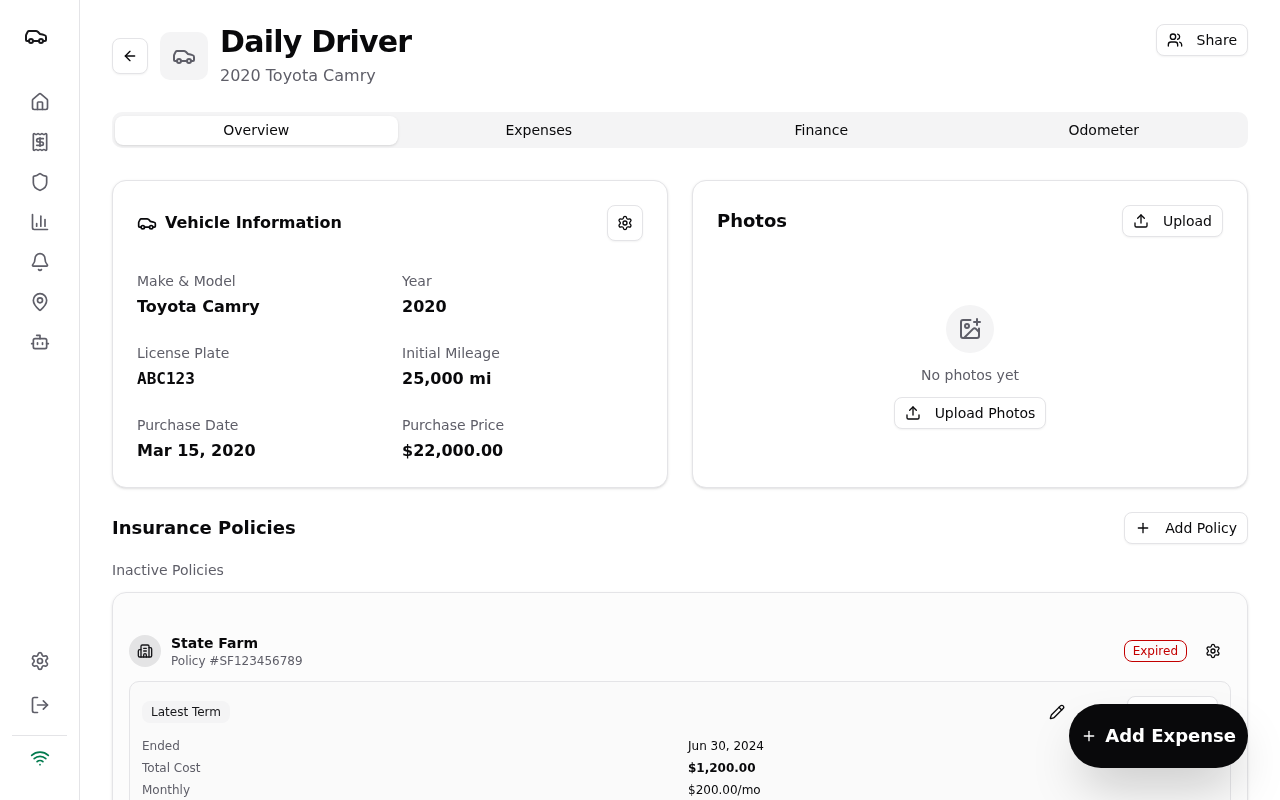 Daily Driver
2020 Toyota Camry
Share
Overview
Expenses
Finance
Odometer
Vehicle Information
Make & Model
Toyota Camry
Year
2020
License Plate
ABC123
Initial Mileage
25,000 mi
Purchase Date
Mar 15, 2020
Purchase Price
$22,000.00
Photos
Upload
No photos yet
Upload Photos
Insurance Policies
Add Policy
Inactive Policies
State Farm
Policy #SF123456789
Expired
Latest Term
Ended
Jun 30, 2024
Total Cost
$1,200.00
Monthly
$200.00/mo
Add Expense